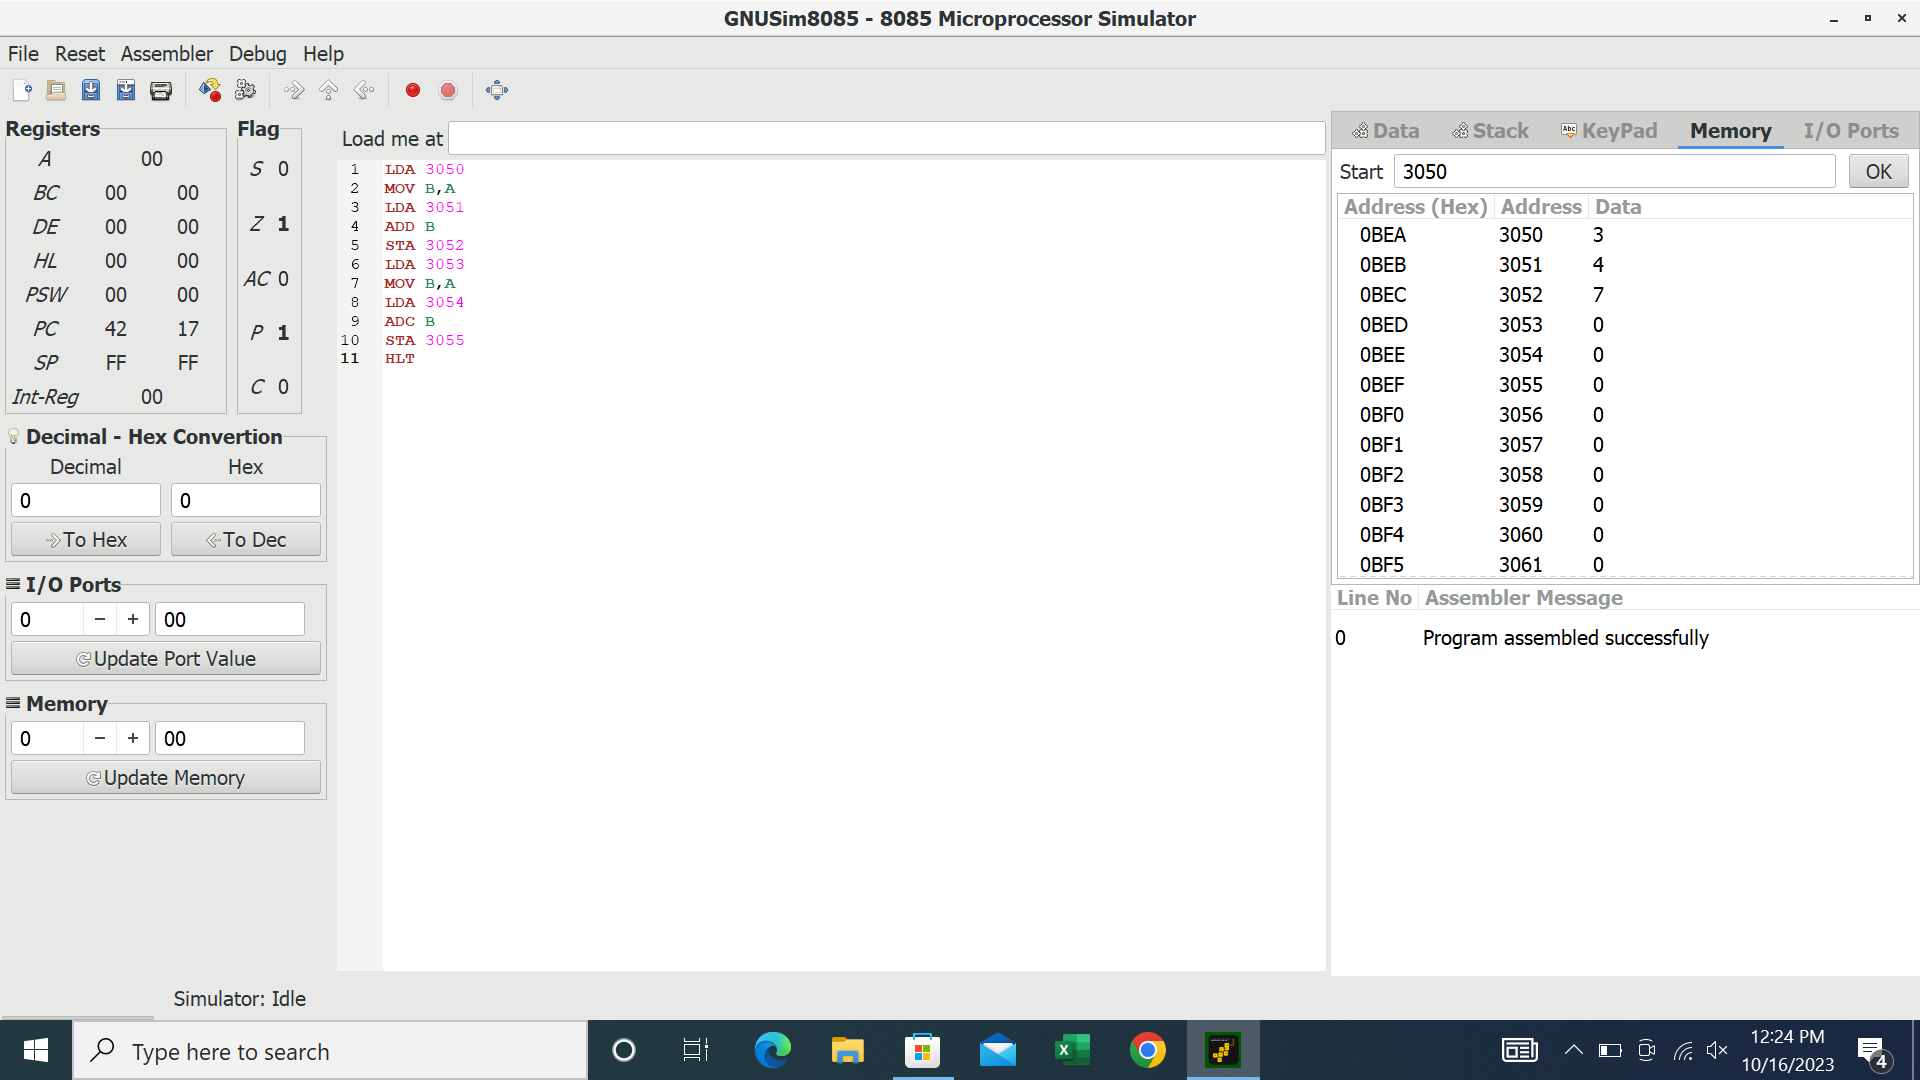 GNUSim8085 - 8085 Microprocessor Simulator
File Reset Assembler Debug Help
Registers
A 00
BC 00 00
DE 00 00
HL 00 00
PSW 00 00
PC 42 17
SP FF FF
Int-Reg 00
Flag
S 0
Z 1
AC 0
P 1
C 0
Decimal - Hex Convertion
Decimal Hex
0 0
To Hex To Dec
I/O Ports
0 − + 00
Update Port Value
Memory
0 − + 00
Update Memory
Load me at
1 LDA 3050
2 MOV B,A
3 LDA 3051
4 ADD B
5 STA 3052
6 LDA 3053
7 MOV B,A
8 LDA 3054
9 ADC B
10 STA 3055
11 HLT
Data Stack Abc KeyPad Memory I/O Ports
Start 3050 OK
Address (Hex) Address Data
0BEA 3050 3
0BEB 3051 4
0BEC 3052 7
0BED 3053 0
0BEE 3054 0
0BEF 3055 0
0BF0 3056 0
0BF1 3057 0
0BF2 3058 0
0BF3 3059 0
0BF4 3060 0
0BF5 3061 0
Line No Assembler Message
0 Program assembled successfully
Simulator: Idle
Type here to search
X
12:24 PM
10/16/2023
4